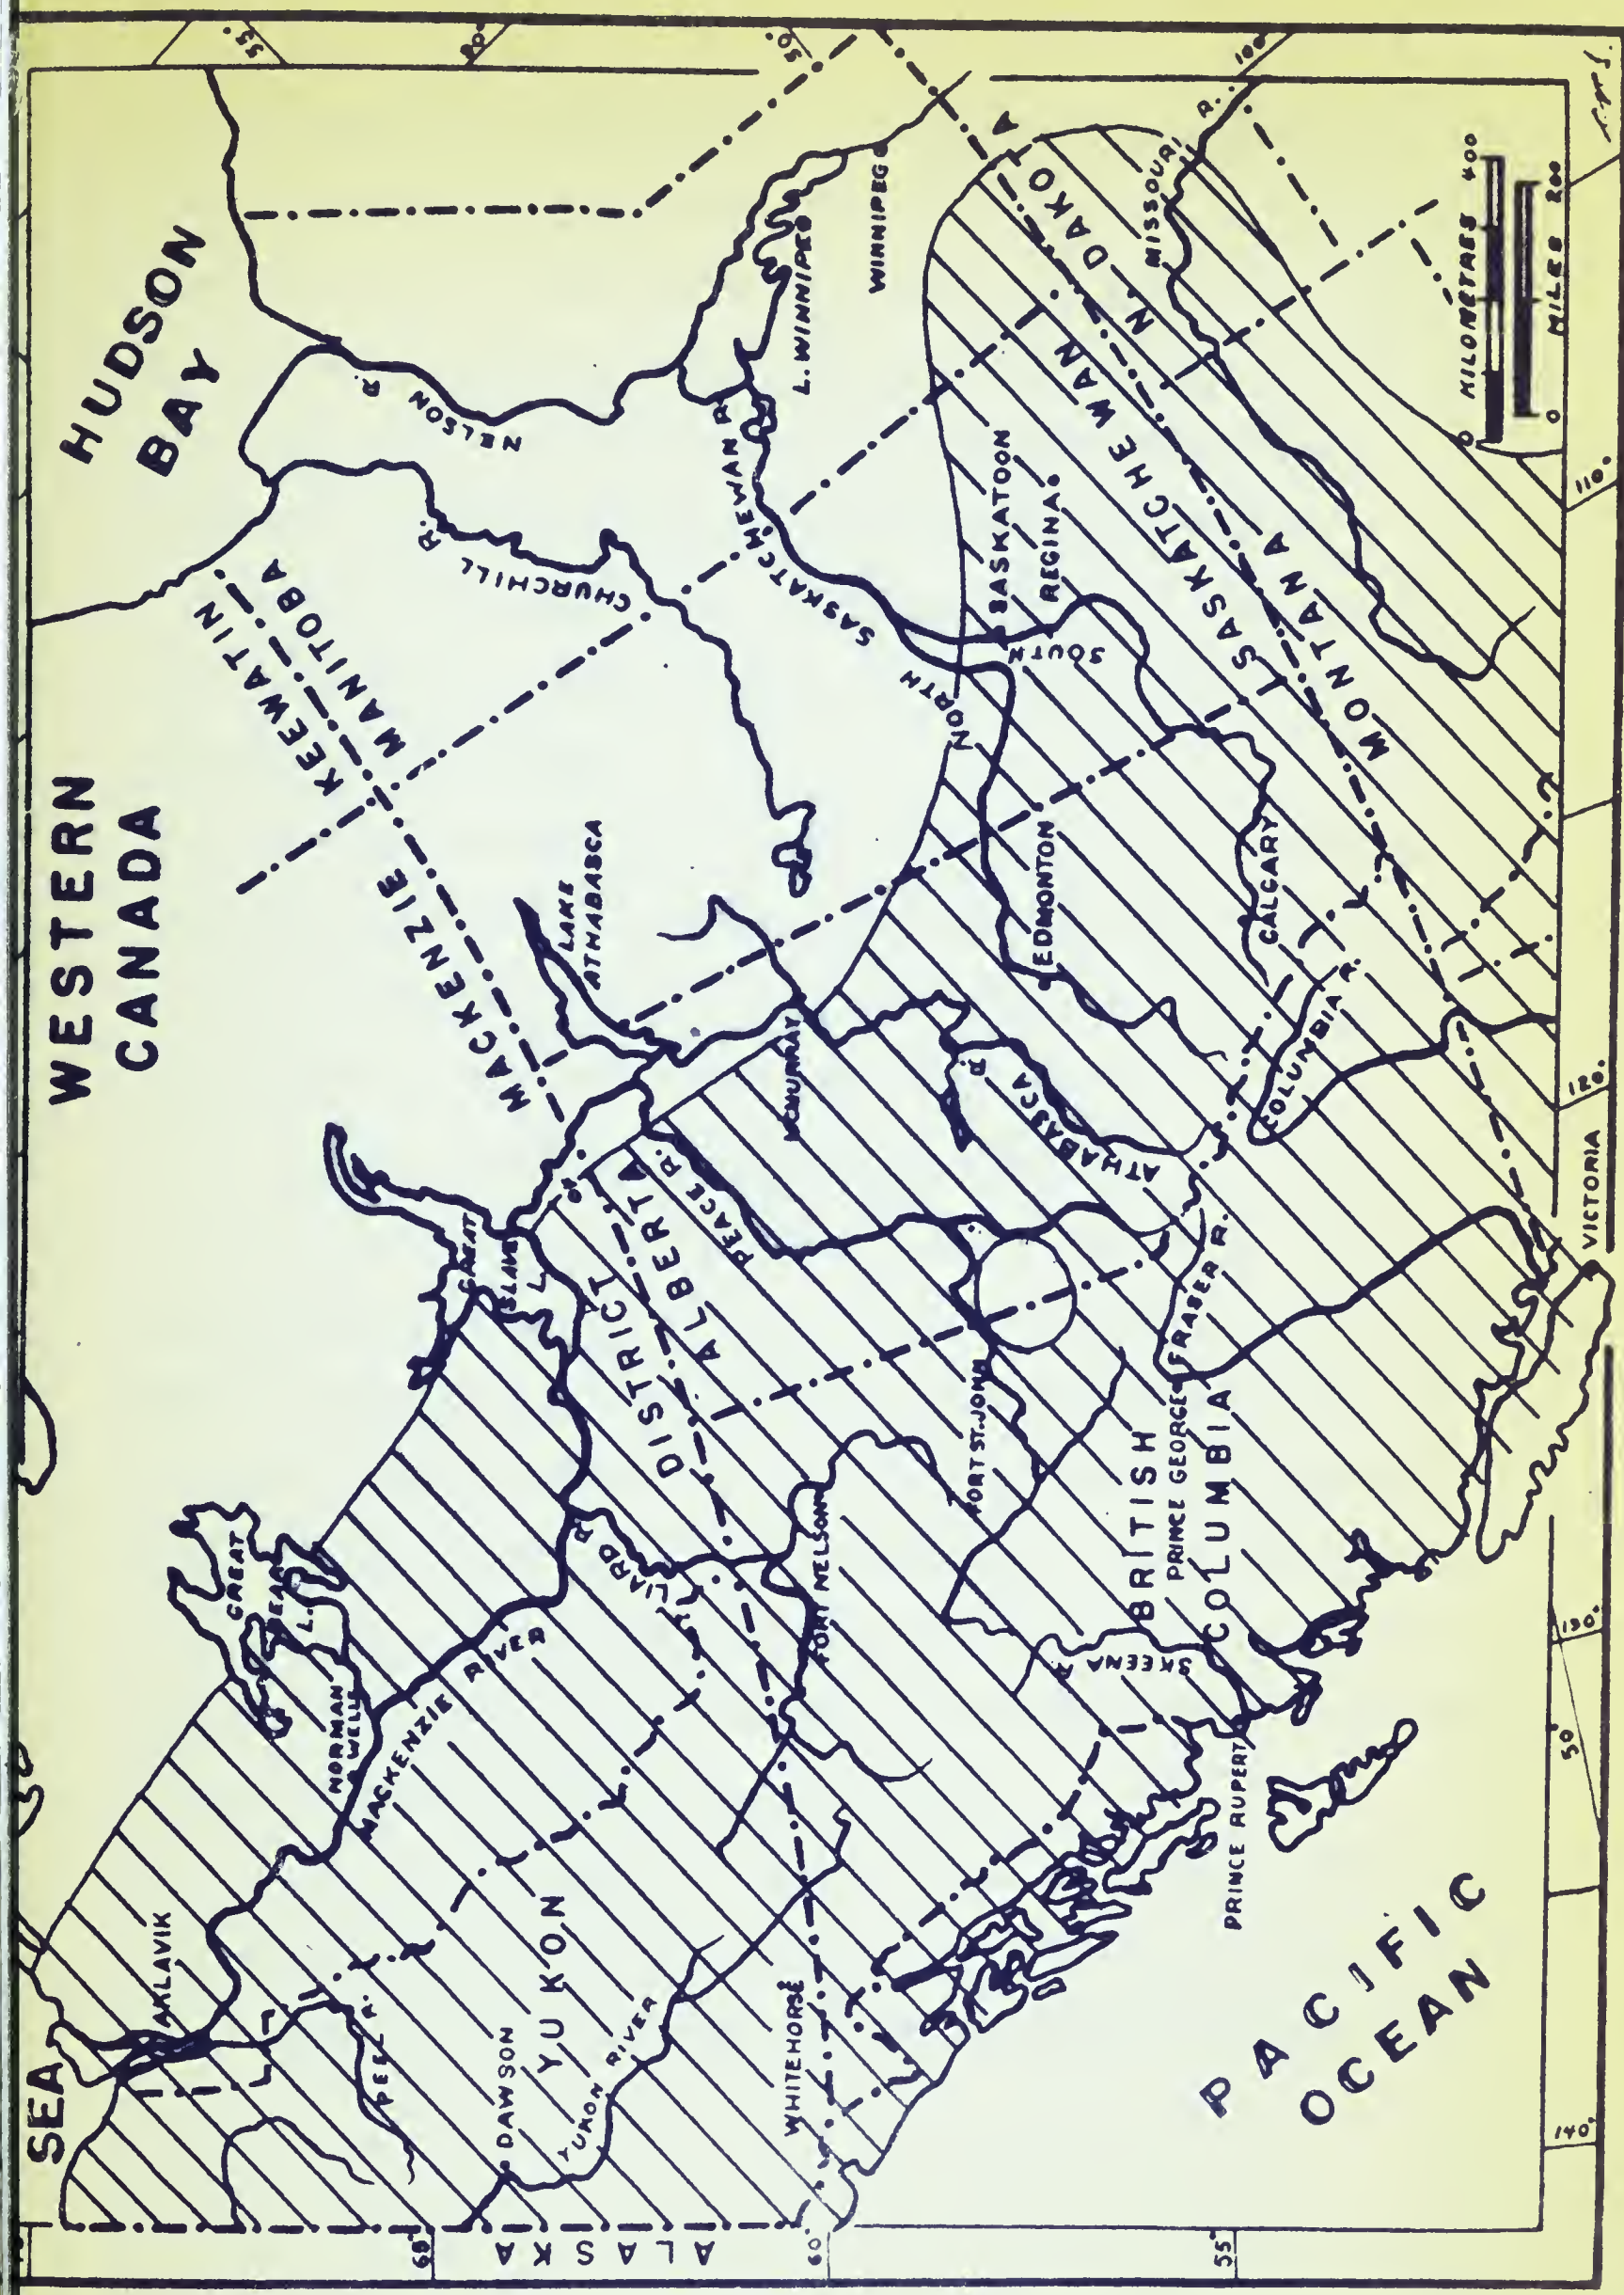 WESTERN
CANADA
HUDSON
BAY
SEA
AKLAVIK
PEEL R.
DAWSON
YUKON
YUKON RIVER
WHITEHORSE
ALASKA
NORMAN
WELLS
MACKENZIE RIVER
GREAT
BEAR
L.
GREAT
SLAVE
L.
LIARD R.
FORT NELSON
DISTRICT OF MACKENZIE
ALBERTA
PEACE R.
LAKE
ATHABASCA
KEEWATIN
MANITOBA
CHURCHILL R.
NELSON R.
L. WINNIPEG
WINNIPEG
SASKATCHEWAN R.
NORTH
SOUTH
SASKATOON
REGINA
SASKATCHEWAN
MONTANA
N. DAKOTA
MISSOURI R.
EDMONTON
CALGARY
MCMURRAY
ATHABASCA R.
COLUMBIA R.
FRASER R.
FORT ST. JOHN
BRITISH
PRINCE GEORGE
COLUMBIA
SKEENA R.
PRINCE RUPERT
VICTORIA
PACIFIC
OCEAN
KILOMETRES
0 400
0 200
MILES
60°
55°
140°
130°
50°
120°
110°
100°
90°
50°
55°